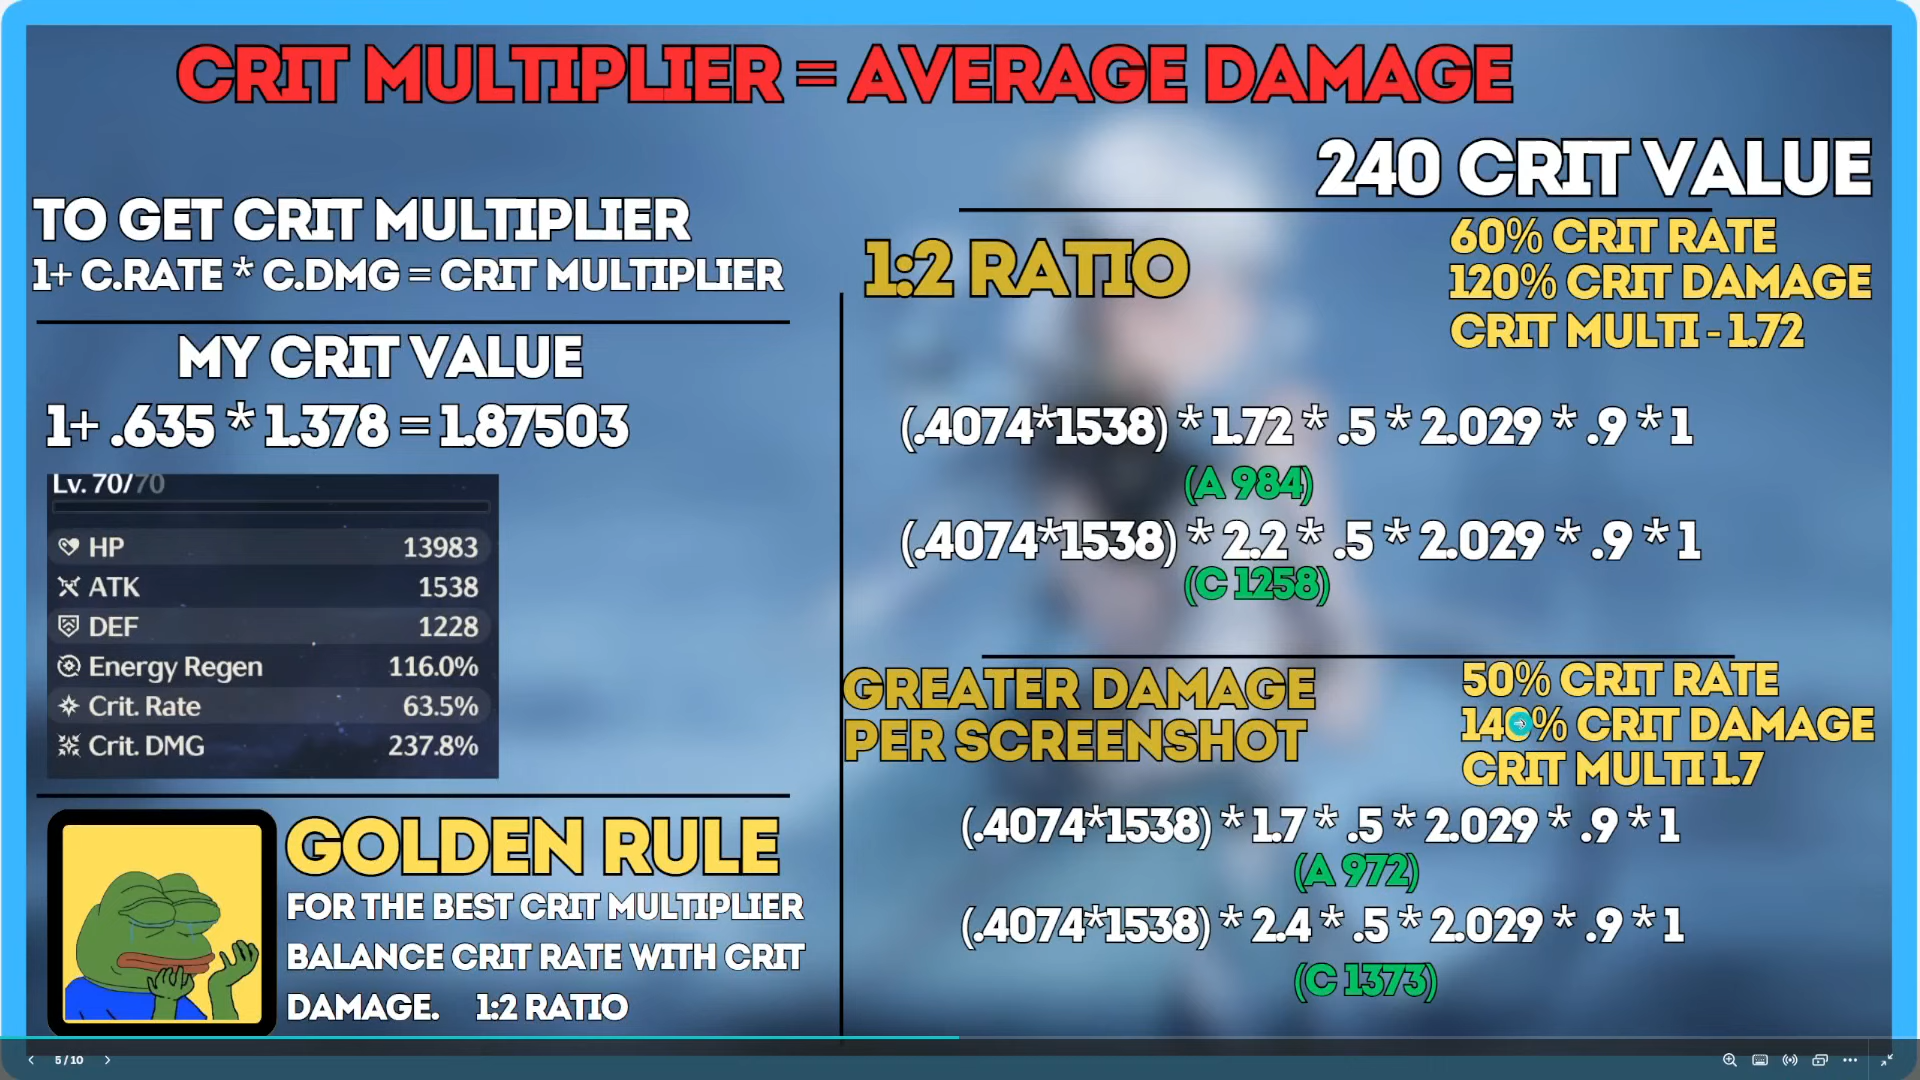 CRIT MULTIPLIER = AVERAGE DAMAGE
TO GET CRIT MULTIPLIER
1+ C.RATE * C.DMG = CRIT MULTIPLIER
MY CRIT VALUE
1+ .635 * 1.378 = 1.87503
Lv. 70/70
HP 13983
ATK 1538
DEF 1228
Energy Regen 116.0%
Crit. Rate 63.5%
Crit. DMG 237.8%
GOLDEN RULE
FOR THE BEST CRIT MULTIPLIER
BALANCE CRIT RATE WITH CRIT
DAMAGE. 1:2 RATIO
240 CRIT VALUE
1:2 RATIO
60% CRIT RATE
120% CRIT DAMAGE
CRIT MULTI - 1.72
(.4074*1538) * 1.72 * .5 * 2.029 * .9 * 1
(A 984)
(.4074*1538) * 2.2 * .5 * 2.029 * .9 * 1
(C 1258)
GREATER DAMAGE
PER SCREENSHOT
50% CRIT RATE
140% CRIT DAMAGE
CRIT MULTI 1.7
(.4074*1538) * 1.7 * .5 * 2.029 * .9 * 1
(A 972)
(.4074*1538) * 2.4 * .5 * 2.029 * .9 * 1
(C 1373)
5 / 10